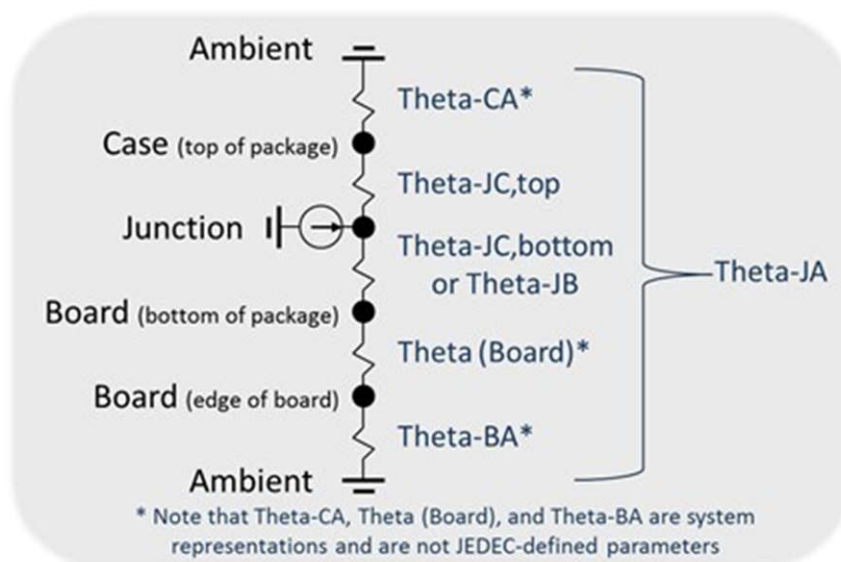 Ambient
Theta-CA*
Case (top of package)
Theta-JC,top
Junction
Theta-JC,bottom
or Theta-JB
Theta-JA
Board (bottom of package)
Theta (Board)*
Board (edge of board)
Theta-BA*
Ambient
* Note that Theta-CA, Theta (Board), and Theta-BA are system
representations and are not JEDEC-defined parameters